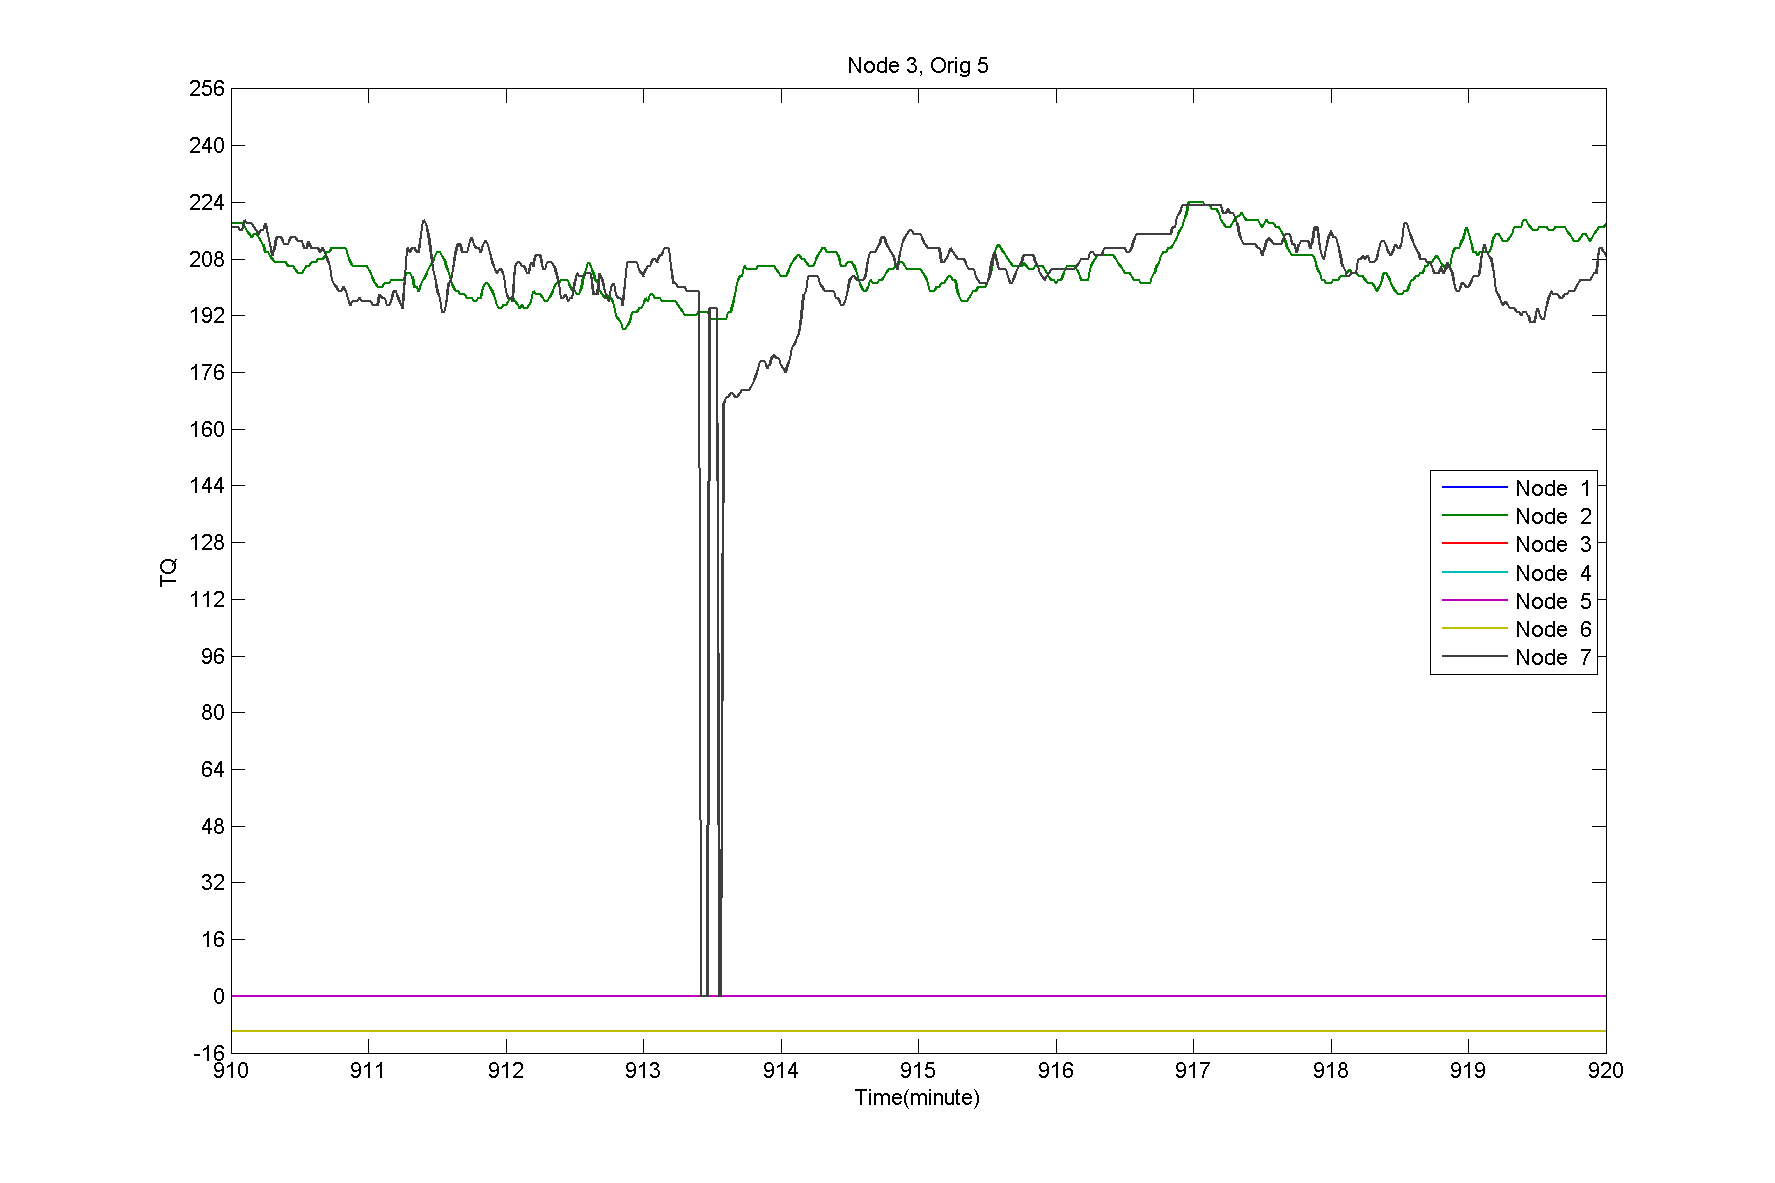 Node 3, Orig 5
256
240
224
208
192
176
160
144
128
112
96
80
64
48
32
16
0
-16
TQ
Node 1
Node 2
Node 3
Node 4
Node 5
Node 6
Node 7
910 911 912 913 914 915 916 917 918 919 920
Time(minute)